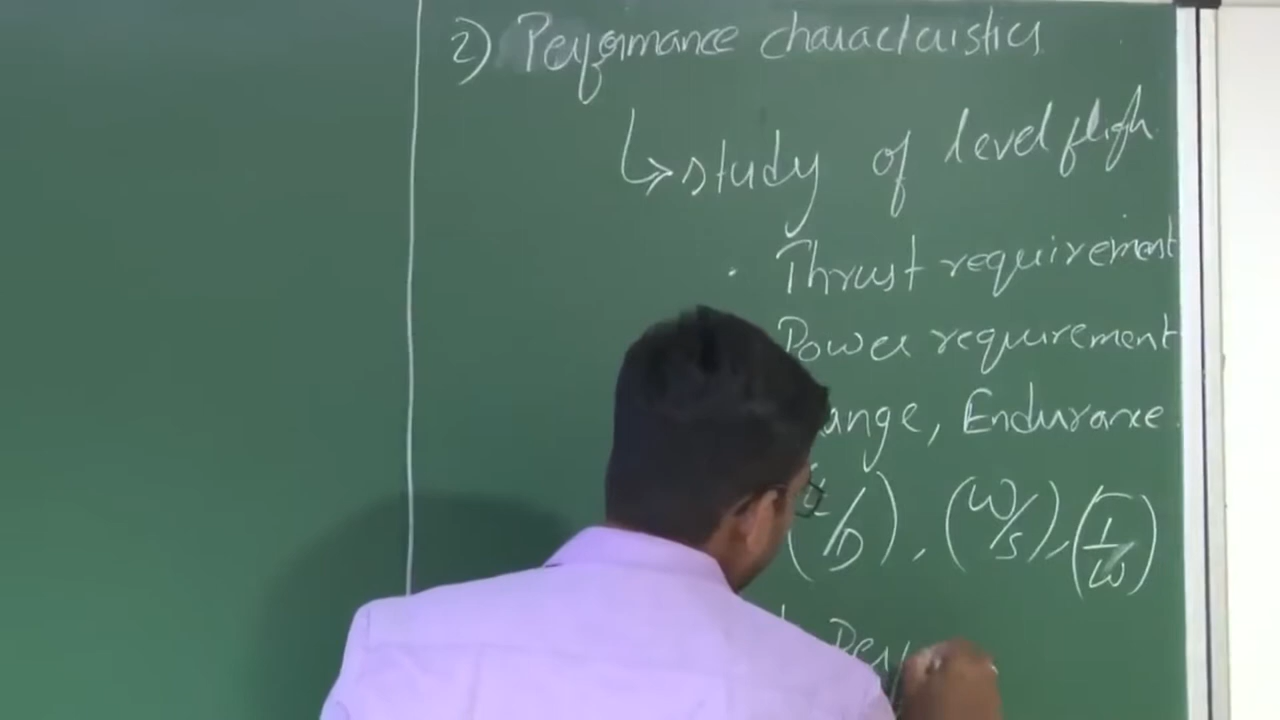 2) Performance characteristics
↳ study of level fligh
· Thrust requirement
Power requirement
ange, Endurance
(L/D), (W/S), (T/W)